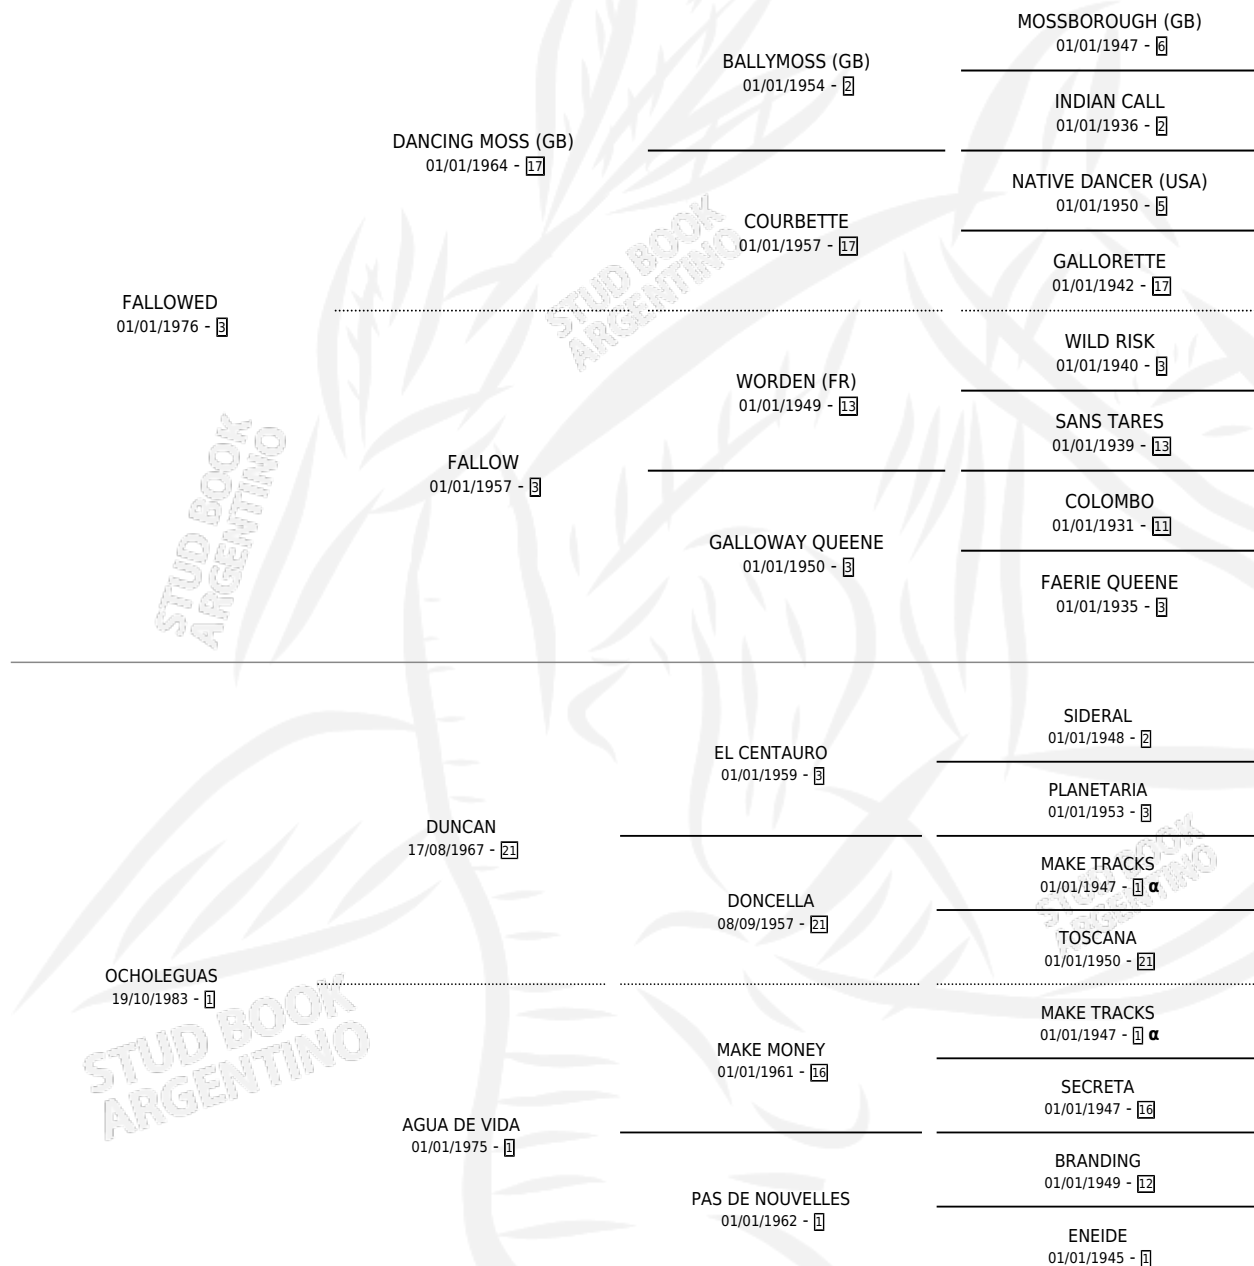 MOSSBOROUGH (GB)
01/01/1947 - 6
BALLYMOSS (GB)
01/01/1954 - 2
INDIAN CALL
01/01/1936 - 2
DANCING MOSS (GB)
01/01/1964 - 17
NATIVE DANCER (USA)
01/01/1950 - 5
COURBETTE
01/01/1957 - 17
GALLORETTE
01/01/1942 - 17
FALLOWED
01/01/1976 - 3
WILD RISK
01/01/1940 - 3
WORDEN (FR)
01/01/1949 - 13
SANS TARES
01/01/1939 - 13
FALLOW
01/01/1957 - 3
COLOMBO
01/01/1931 - 11
GALLOWAY QUEENE
01/01/1950 - 3
FAERIE QUEENE
01/01/1935 - 3
SIDERAL
01/01/1948 - 2
EL CENTAURO
01/01/1959 - 3
PLANETARIA
01/01/1953 - 3
DUNCAN
17/08/1967 - 21
MAKE TRACKS
01/01/1947 - 1 α
DONCELLA
08/09/1957 - 21
TOSCANA
01/01/1950 - 21
OCHOLEGUAS
19/10/1983 - 1
MAKE TRACKS
01/01/1947 - 1 α
MAKE MONEY
01/01/1961 - 16
SECRETA
01/01/1947 - 16
AGUA DE VIDA
01/01/1975 - 1
BRANDING
01/01/1949 - 12
PAS DE NOUVELLES
01/01/1962 - 1
ENEIDE
01/01/1945 - 1
STUD BOOK
ARGENTINO
STUD BOOK
ARGENTINO
STUD BOOK
ARGENTINO
STUD BOOK
ARGENTINO